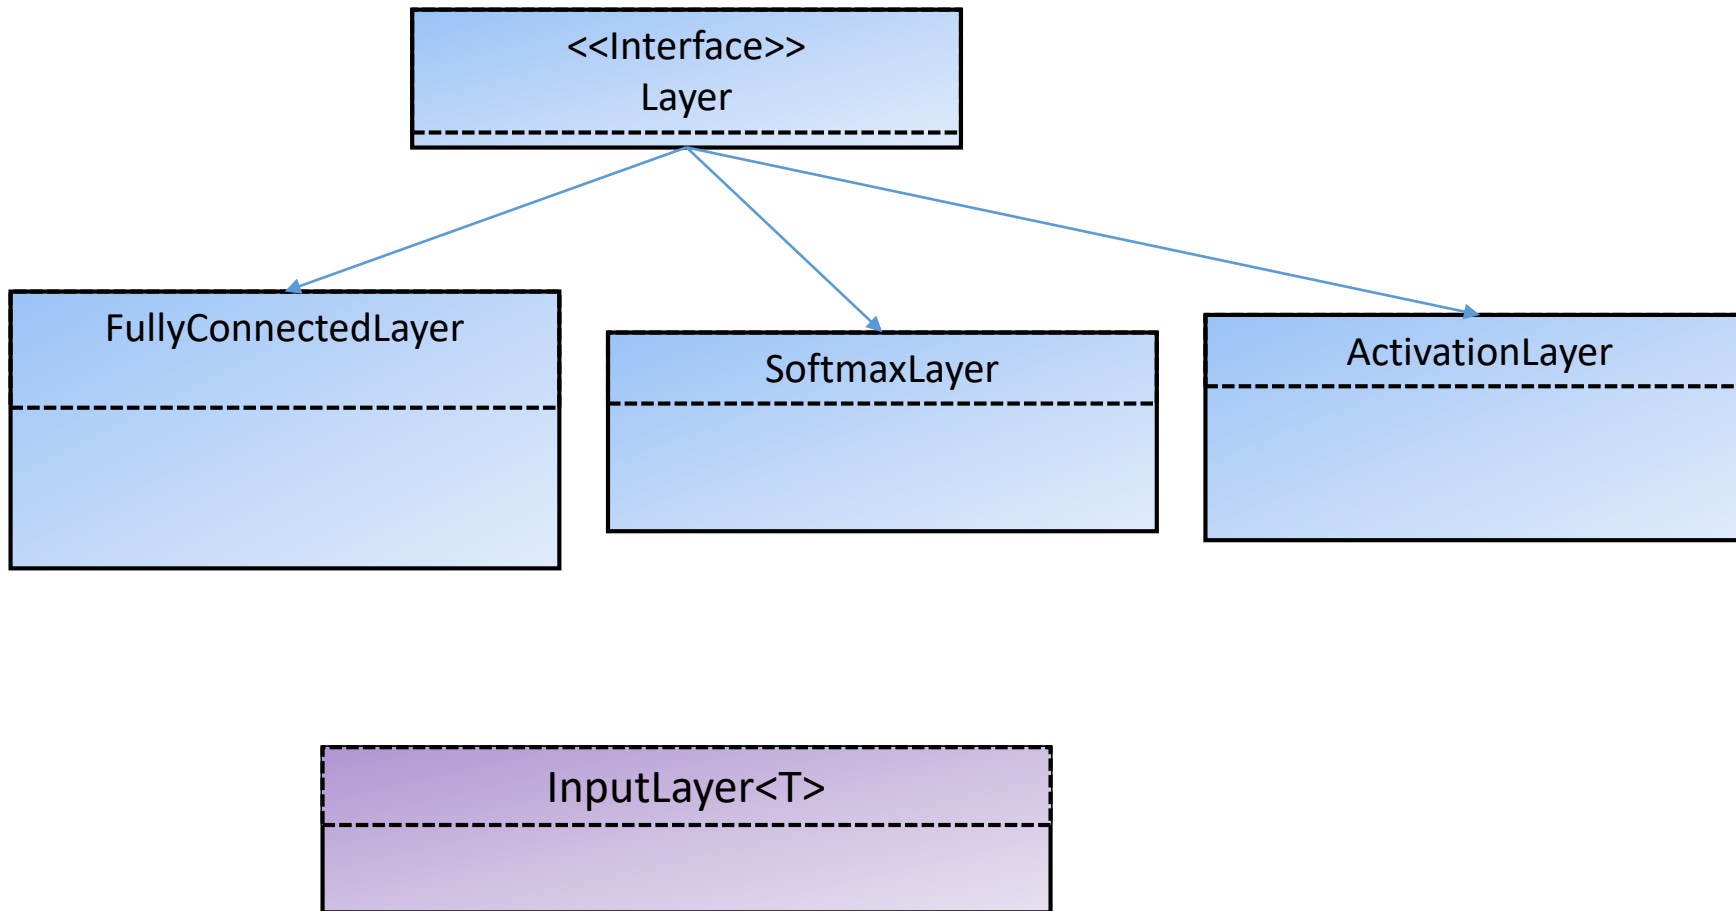 <<Interface>>
Layer
FullyConnectedLayer
SoftmaxLayer
ActivationLayer
InputLayer<T>